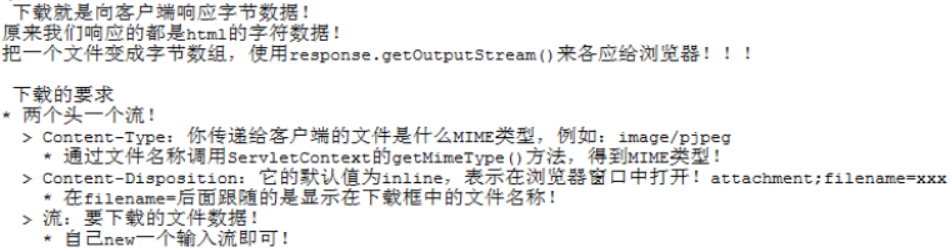 下载就是向客户端响应字节数据！
原来我们响应的都是html的字符数据！
把一个文件变成字节数组，使用response.getOutputStream()来各应给浏览器！！！
下载的要求
* 两个头一个流！
> Content-Type：你传递给客户端的文件是什么MIME类型，例如：image/pjpeg
* 通过文件名称调用ServletContext的getMimeType()方法，得到MIME类型！
> Content-Disposition：它的默认值为inline，表示在浏览器窗口中打开！attachment;filename=xxx
* 在filename=后面跟随的是显示在下载框中的文件名称！
> 流：要下载的文件数据！
* 自己new一个输入流即可！